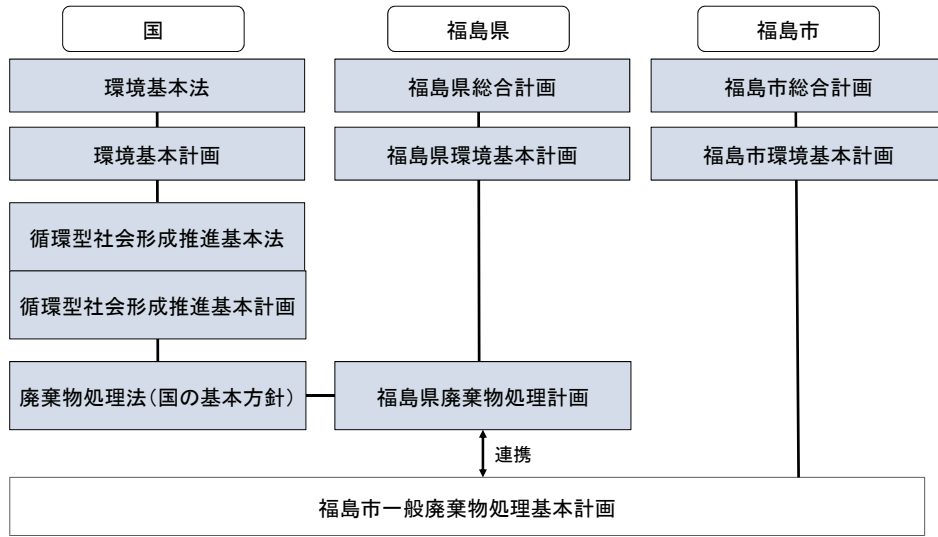 国
福島県
福島市
環境基本法
福島県総合計画
福島市総合計画
環境基本計画
福島県環境基本計画
福島市環境基本計画
循環型社会形成推進基本法
循環型社会形成推進基本計画
廃棄物処理法（国の基本方針）
福島県廃棄物処理計画
連携
福島市一般廃棄物処理基本計画